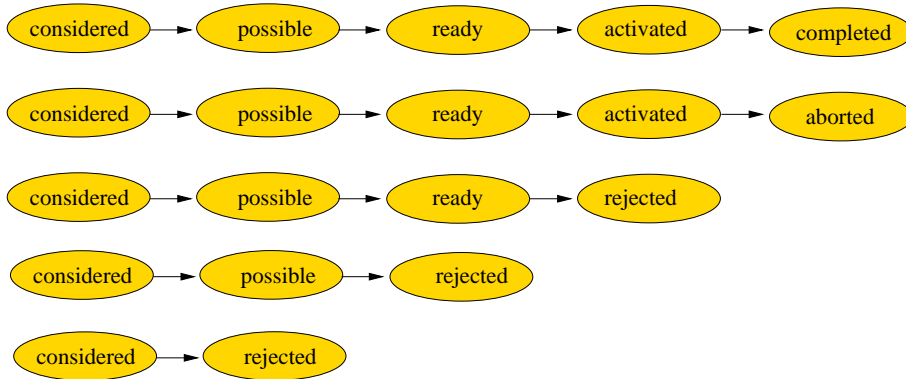 considered possible ready activated completed
considered possible ready activated aborted
considered possible ready rejected
considered possible rejected
considered rejected